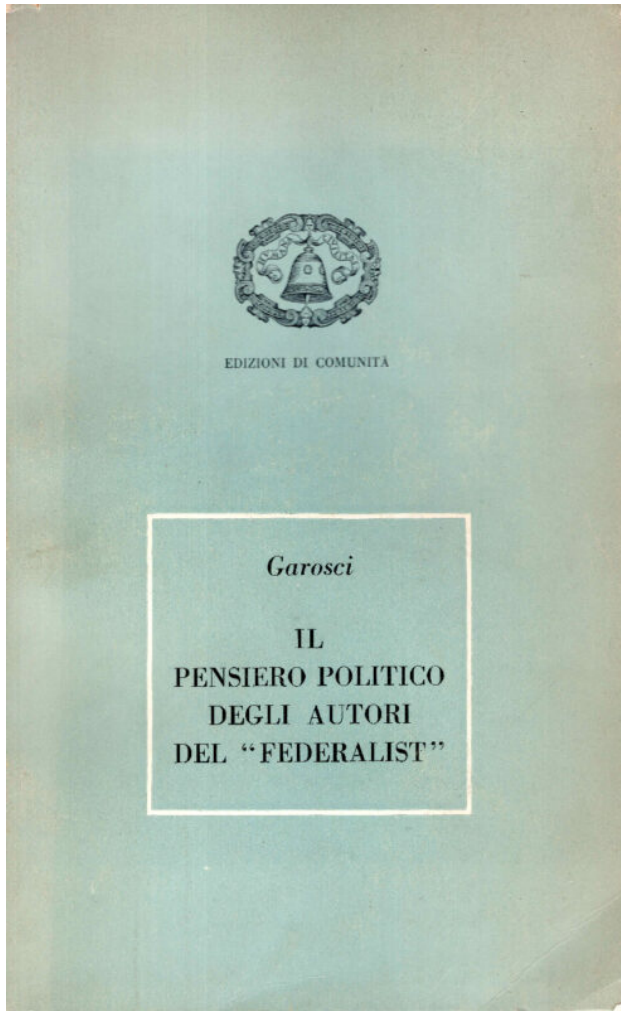 EDIZIONI DI COMUNITÀ
Garosci
IL
PENSIERO POLITICO
DEGLI AUTORI
DEL “FEDERALIST”